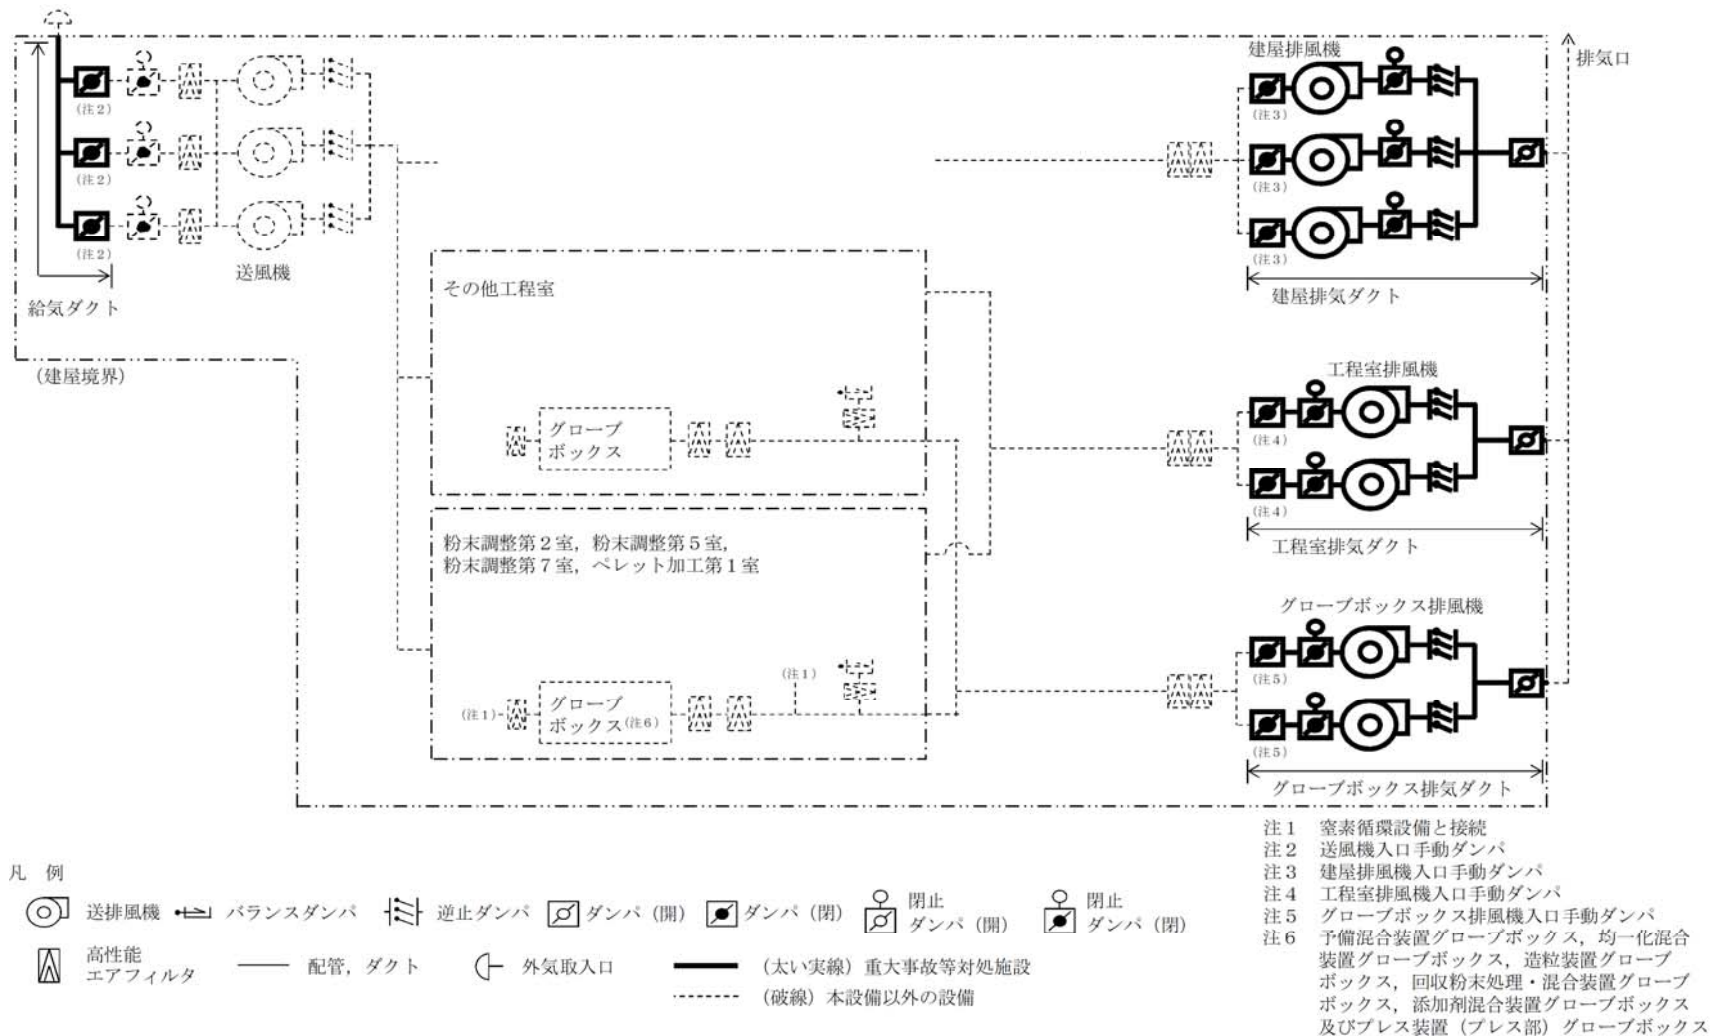 建屋排風機
排気口
(注2)
(注2)
(注2)
送風機
給気ダクト
(建屋境界)
(注3)
(注3)
(注3)
建屋排気ダクト
その他工程室
グローブ
ボックス
工程室排風機
(注4)
(注4)
工程室排気ダクト
粉末調整第2室，粉末調整第5室，
粉末調整第7室，ペレット加工第1室
(注1)
(注1)
グローブ
ボックス(注6)
グローブボックス排風機
(注5)
(注5)
グローブボックス排気ダクト
注1 窒素循環設備と接続
注2 送風機入口手動ダンパ
注3 建屋排風機入口手動ダンパ
注4 工程室排風機入口手動ダンパ
注5 グローブボックス排風機入口手動ダンパ
注6 予備混合装置グローブボックス，均一化混合
装置グローブボックス，造粒装置グローブ
ボックス，回収粉末処理・混合装置グローブ
ボックス，添加剤混合装置グローブボックス
及びプレス装置（プレス部）グローブボックス
凡 例
送排風機
バランスダンパ
逆止ダンパ
ダンパ（開）
ダンパ（閉）
閉止
ダンパ（開）
閉止
ダンパ（閉）
高性能
エアフィルタ
配管，ダクト
外気取入口
（太い実線）重大事故等対処施設
（破線）本設備以外の設備